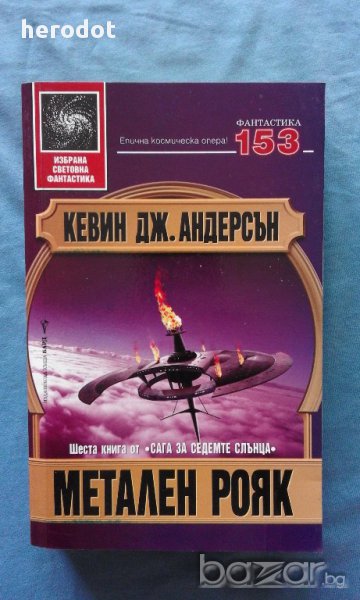 herodot
ФАНТАСТИКА
153
Епична космическа опера!
ИЗБРАНА
СВЕТОВНА
ФАНТАСТИКА
КЕВИН ДЖ. АНДЕРСЪН
Шеста книга от «САГА ЗА СЕДЕМТЕ СЛЪНЦА»
МЕТАЛЕН РОЯК
bazar.bg